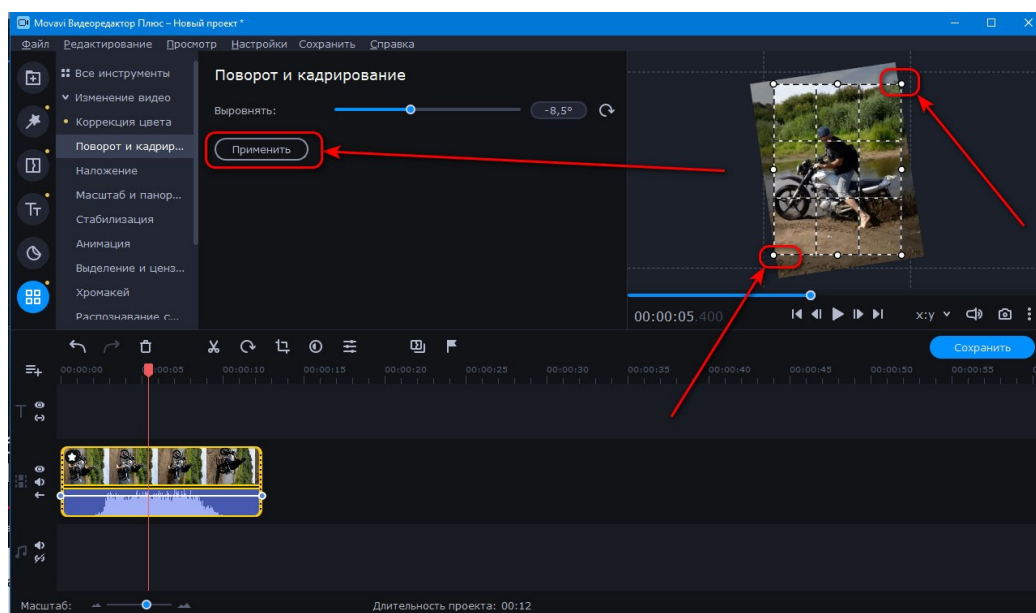 Movavi Видеоредактор Плюс – Новый проект *
Файл Редактирование Просмотр Настройки Сохранить Справка
Все инструменты
Изменение видео
Коррекция цвета
Поворот и кадрир...
Наложение
Масштаб и панор...
Стабилизация
Анимация
Выделение и ценз...
Хромакей
Распознавание с...
Поворот и кадрирование
Выровнять:
-8,5°
Применить
00:00:05.400
x:y
Сохранить
00:00:00 00:00:05 00:00:10 00:00:15 00:00:20 00:00:25 00:00:30 00:00:35 00:00:40 00:00:45 00:00:50 00:00:55
Масштаб:
Длительность проекта: 00:12